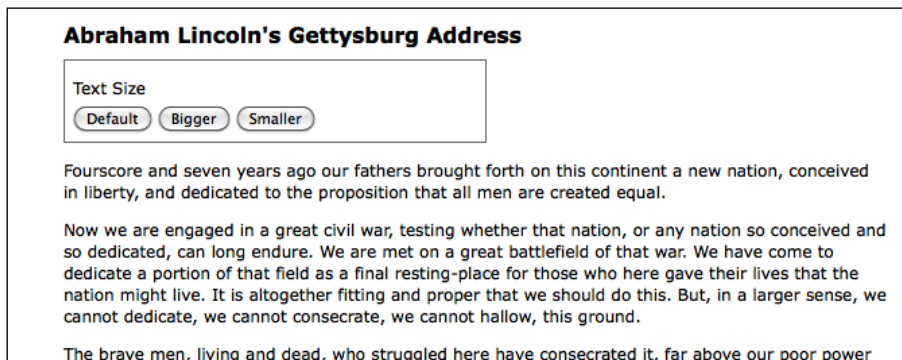 Abraham Lincoln's Gettysburg Address
Text Size
Default Bigger Smaller
Fourscore and seven years ago our fathers brought forth on this continent a new nation, conceived
in liberty, and dedicated to the proposition that all men are created equal.
Now we are engaged in a great civil war, testing whether that nation, or any nation so conceived and
so dedicated, can long endure. We are met on a great battlefield of that war. We have come to
dedicate a portion of that field as a final resting-place for those who here gave their lives that the
nation might live. It is altogether fitting and proper that we should do this. But, in a larger sense, we
cannot dedicate, we cannot consecrate, we cannot hallow, this ground.
The brave men, living and dead, who struggled here have consecrated it, far above our poor power